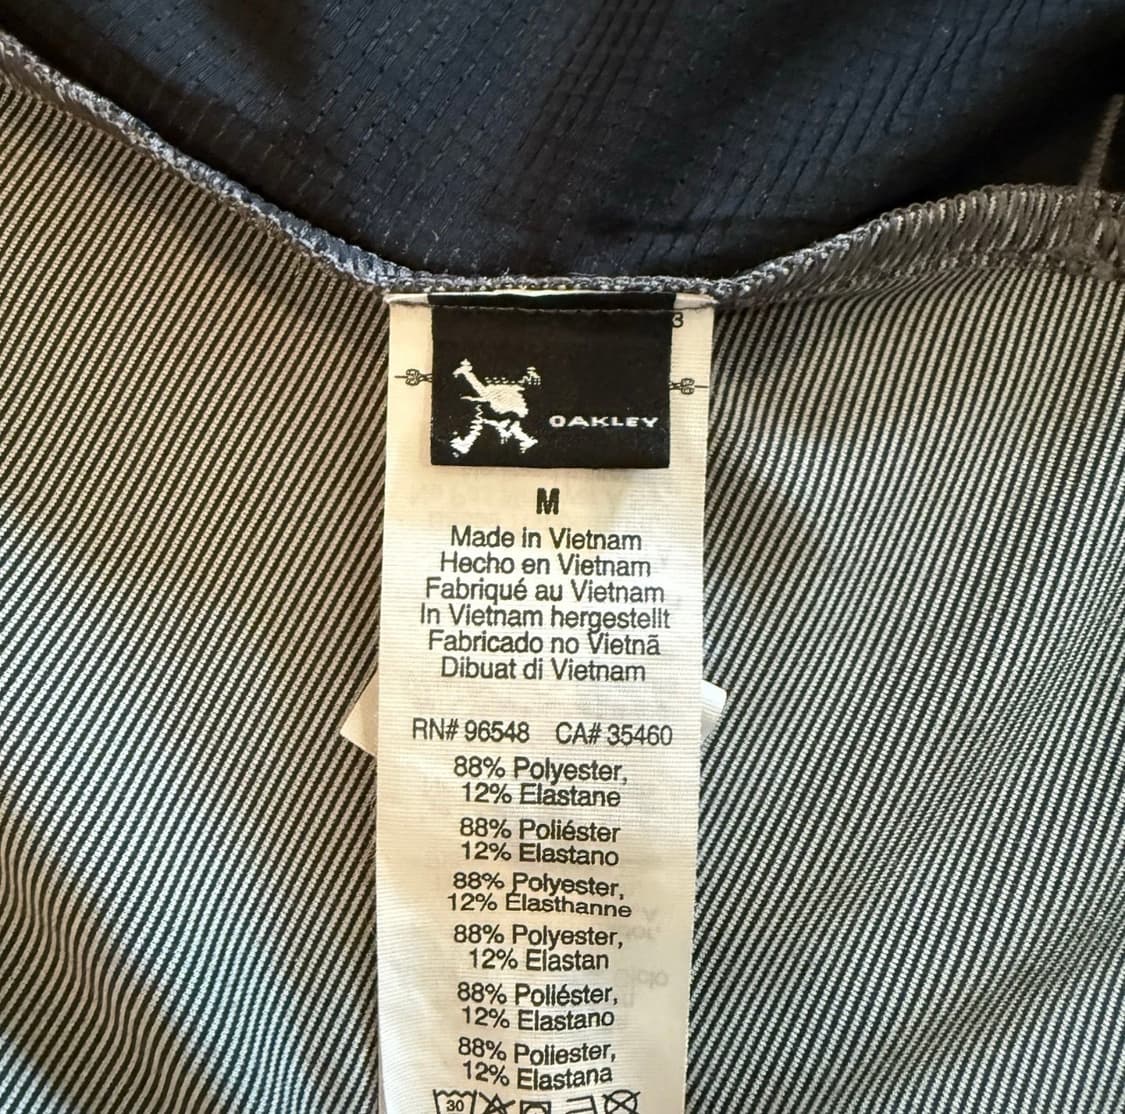 OAKLEY
M
Made in Vietnam
Hecho en Vietnam
Fabriqué au Vietnam
In Vietnam hergestellt
Fabricado no Vietnã
Dibuat di Vietnam
RN# 96548 CA# 35460
88% Polyester,
12% Elastane
88% Poliéster
12% Elastano
88% Polyester,
12% Élasthanne
88% Polyester,
12% Elastan
88% Poliéster,
12% Elastano
88% Poliester,
12% Elastana
30